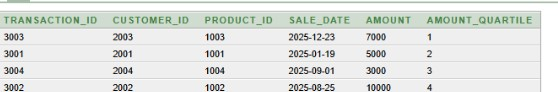 TRANSACTION_ID CUSTOMER_ID PRODUCT_ID SALE_DATE AMOUNT AMOUNT_QUARTILE
3003 2003 1003 2025-12-23 7000 1
3001 2001 1001 2025-01-19 5000 2
3004 2004 1004 2025-09-01 3000 3
3002 2002 1002 2025-08-25 10000 4